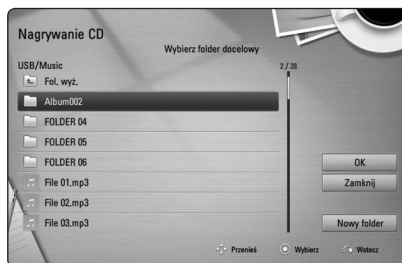 Nagrywanie CD
Wybierz folder docelowy
USB/Music
2 / 28
Fol. wyż.
Album002
FOLDER 04
FOLDER 05
FOLDER 06
File 01.mp3
File 02.mp3
File 03.mp3
OK
Zamknij
Nowy folder
Przenieś
Wybierz
Wstecz